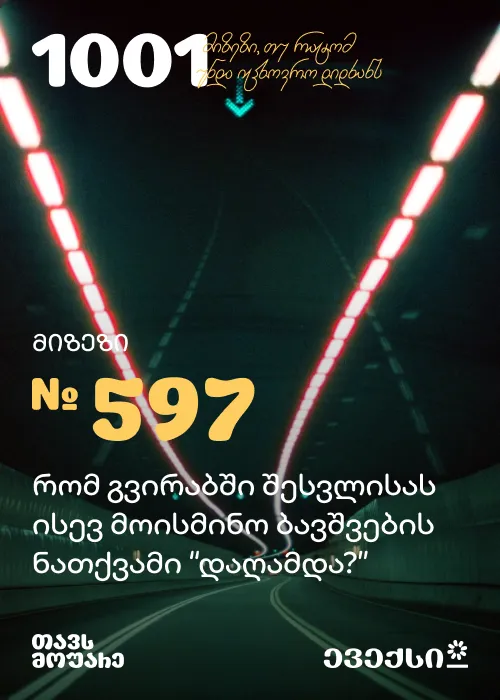 1001 მიზეზი, თუ რატომ
უნდა იცხოვრო დიდხანს
მიზეზი
№ 597
რომ გვირაბში შესვლისას
ისევ მოისმინო ბავშვების
ნათქვამი "დაღამდა?"
თავს
მოუარე
ევექსი